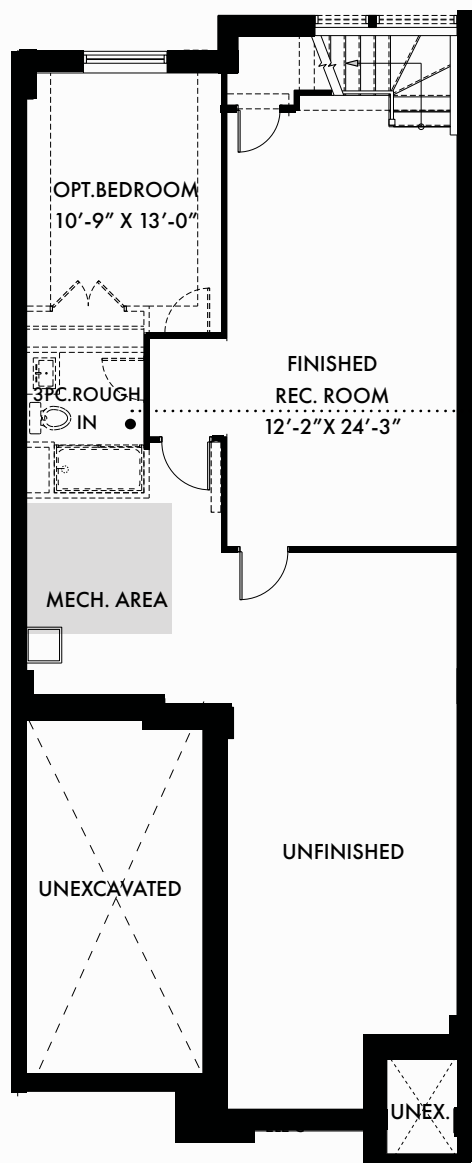 OPT.BEDROOM
10'-9" X 13'-0"
FINISHED
REC. ROOM
12'-2"X 24'-3"
3PC.ROUGH
IN
MECH. AREA
UNFINISHED
UNEXCAVATED
UNEX.